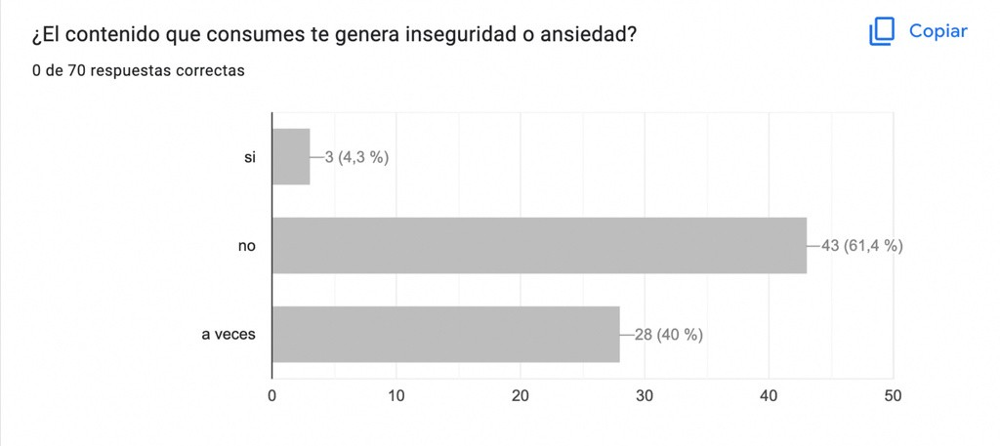 ¿El contenido que consumes te genera inseguridad o ansiedad?
Copiar
0 de 70 respuestas correctas
si
3 (4,3 %)
no
43 (61,4 %)
a veces
28 (40 %)
0 10 20 30 40 50